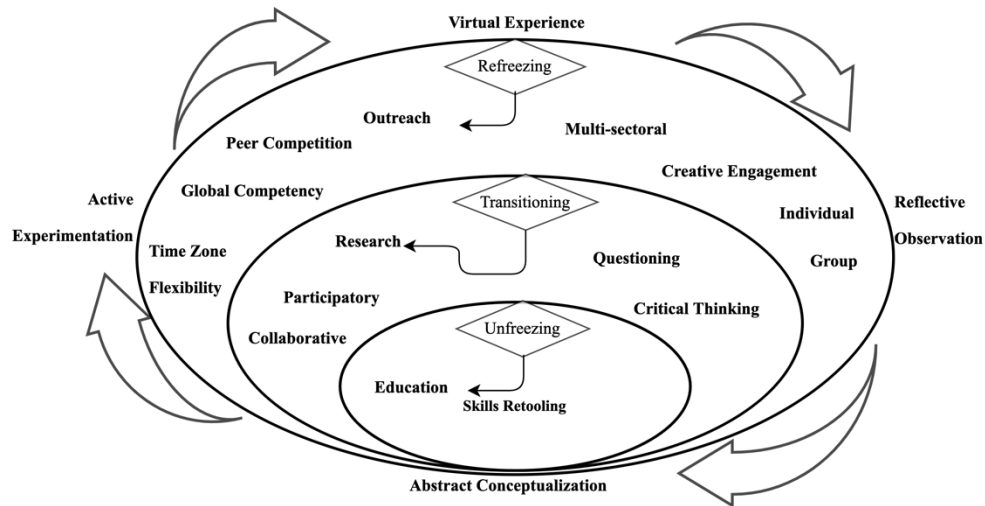 Virtual Experience
Refreezing
Outreach
Multi-sectoral
Peer Competition
Creative Engagement
Global Competency
Transitioning
Active
Experimentation
Individual
Reflective
Observation
Research
Time Zone
Flexibility
Questioning
Group
Participatory
Collaborative
Critical Thinking
Unfreezing
Education
Skills Retooling
Abstract Conceptualization